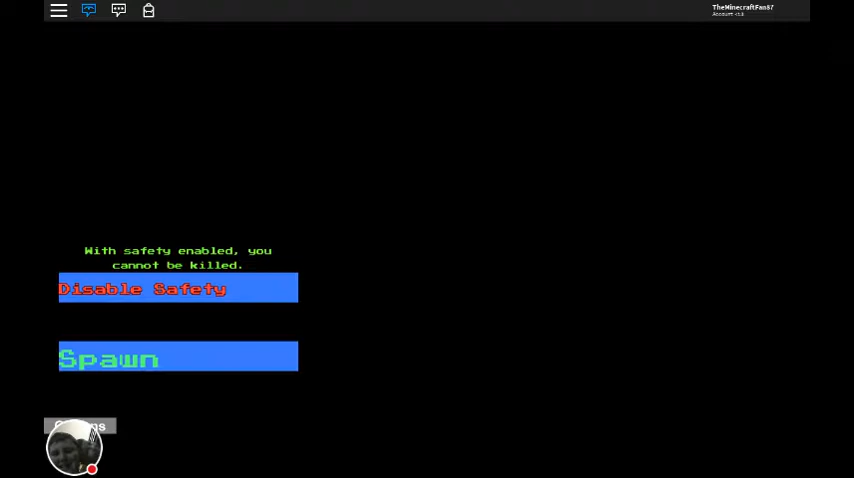 TheMinecraftFan87
With safety enabled, you
cannot be killed.
Disable Safety
Spawn